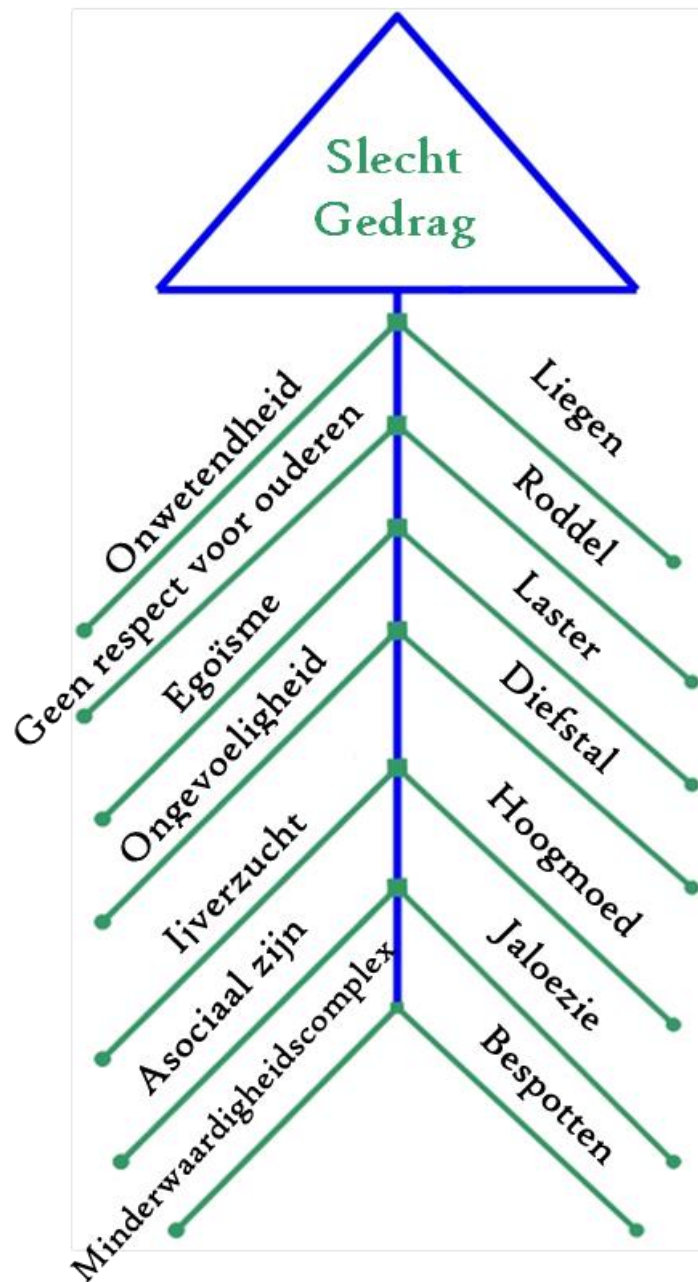 Slecht
Gedrag
Onwetendheid
Geen respect voor ouderen
Egoïsme
Ongevoeligheid
Ijverzucht
Asociaal zijn
Minderwaardigheidscomplex
Liegen
Roddel
Laster
Diefstal
Hoogmoed
Jaloezie
Bespotten